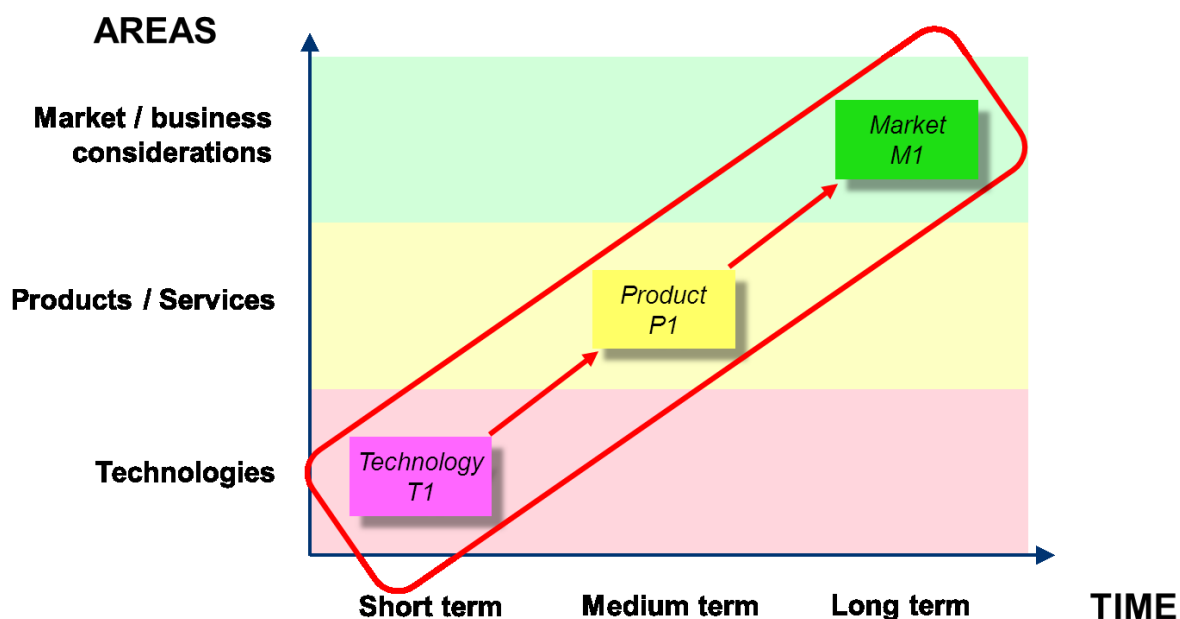 AREAS
Market / business
considerations
Market
M1
Products / Services
Product
P1
Technologies
Technology
T1
Short term
Medium term
Long term
TIME